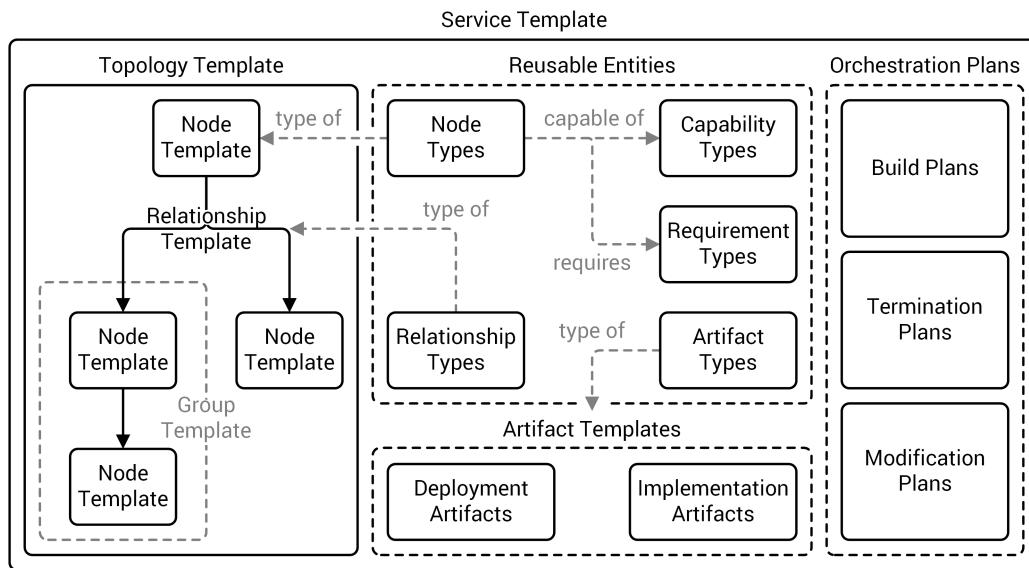 Service Template
Topology Template
Reusable Entities
Orchestration Plans
Node
Template
type of
Node
Types
capable of
Capability
Types
Build Plans
Relationship
Template
type of
Requirement
Types
requires
Node
Template
Node
Template
Relationship
Types
type of
Artifact
Types
Termination
Plans
Group
Template
Artifact Templates
Node
Template
Deployment
Artifacts
Implementation
Artifacts
Modification
Plans